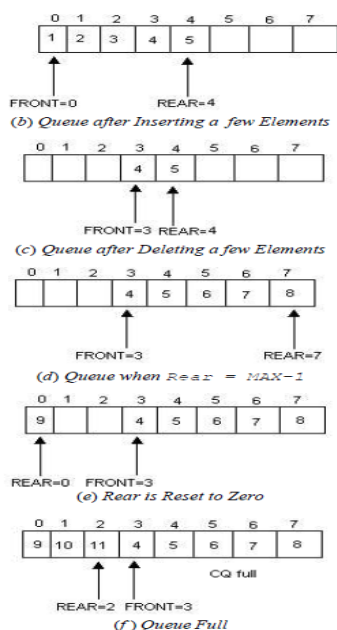 0 1 2 3 4 5 6 7
1 2 3 4 5
FRONT=0 REAR=4
(b) Queue after Inserting a few Elements
0 1 2 3 4 5 6 7
4 5
FRONT=3 REAR=4
(c) Queue after Deleting a few Elements
0 1 2 3 4 5 6 7
4 5 6 7 8
FRONT=3 REAR=7
(d) Queue when Rear = MAX-1
0 1 2 3 4 5 6 7
9 4 5 6 7 8
REAR=0 FRONT=3
(e) Rear is Reset to Zero
0 1 2 3 4 5 6 7
9 10 11 4 5 6 7 8
CQ full
REAR=2 FRONT=3
(f) Queue Full